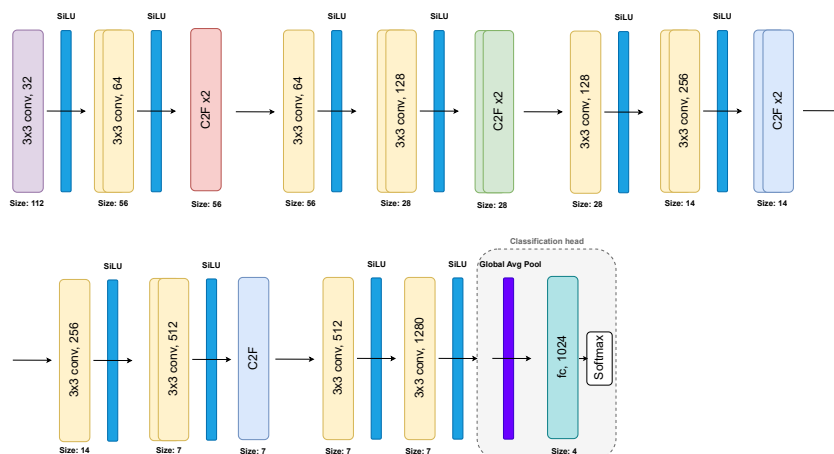 SiLU
SiLU
SiLU
SiLU
SiLU
SiLU
3x3 conv, 32
3x3 conv, 64
C2F x2
3x3 conv, 64
3x3 conv, 128
C2F x2
3x3 conv, 128
3x3 conv, 256
C2F x2
Size: 112
Size: 56
Size: 56
Size: 56
Size: 28
Size: 28
Size: 28
Size: 14
Size: 14
Classification head
SiLU
SiLU
SiLU
SiLU
Global Avg Pool
3x3 conv, 256
3x3 conv, 512
C2F
3x3 conv, 512
3x3 conv, 1280
fc, 1024
Softmax
Size: 14
Size: 7
Size: 7
Size: 7
Size: 7
Size: 4